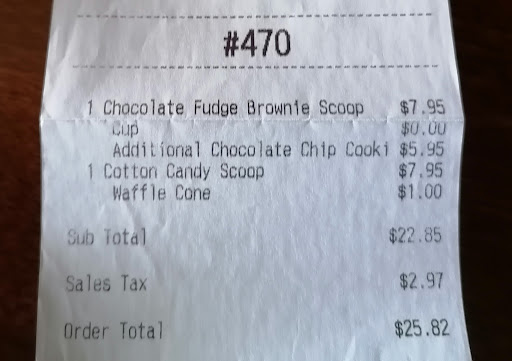 #470
1 Chocolate Fudge Brownie Scoop $7.95
Cup $0.00
Additional Chocolate Chip Cooki $5.95
1 Cotton Candy Scoop $7.95
Waffle Cone $1.00
Sub Total $22.85
Sales Tax $2.97
Order Total $25.82